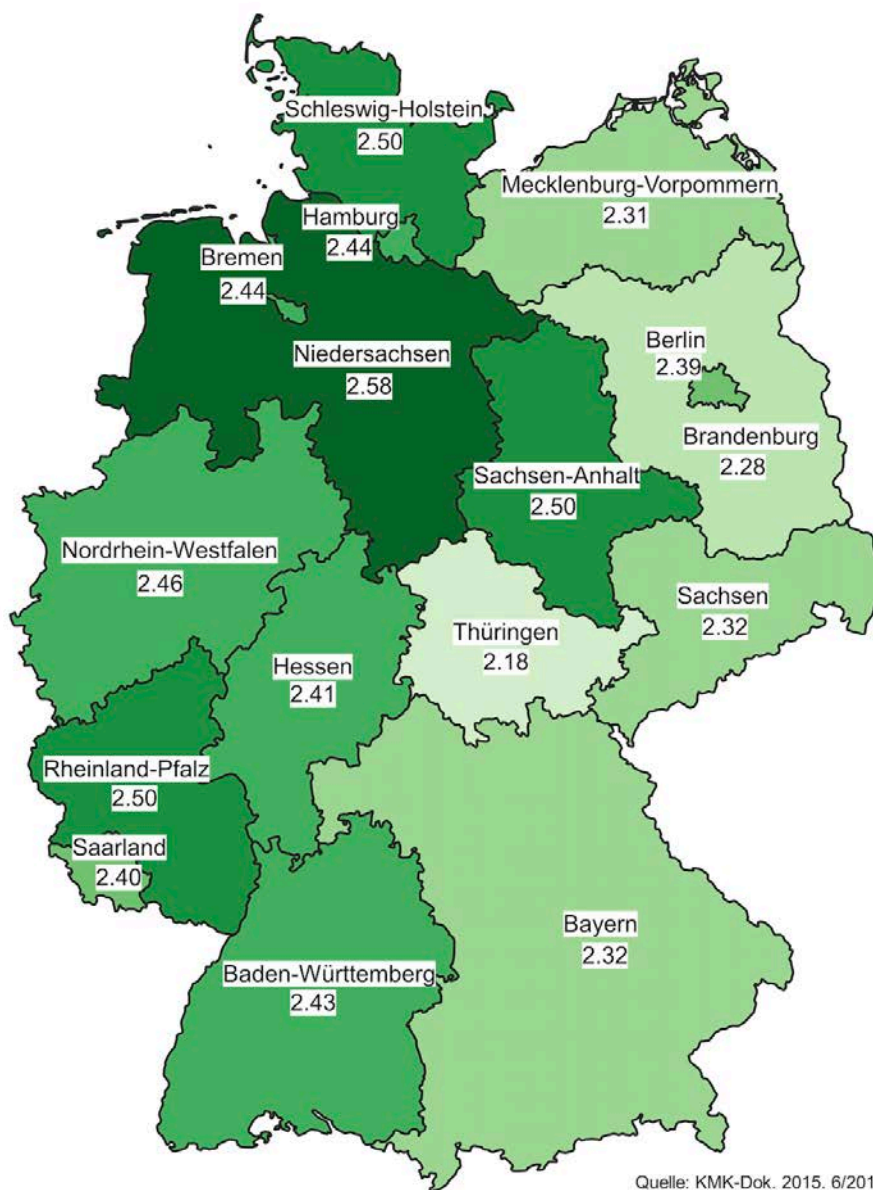 Schleswig-Holstein
2.50
Mecklenburg-Vorpommern
2.31
Hamburg
2.44
Bremen
2.44
Niedersachsen
2.58
Berlin
2.39
Brandenburg
2.28
Sachsen-Anhalt
2.50
Nordrhein-Westfalen
2.46
Sachsen
2.32
Thüringen
2.18
Hessen
2.41
Rheinland-Pfalz
2.50
Saarland
2.40
Bayern
2.32
Baden-Württemberg
2.43
Quelle: KMK-Dok. 2015. 6/201